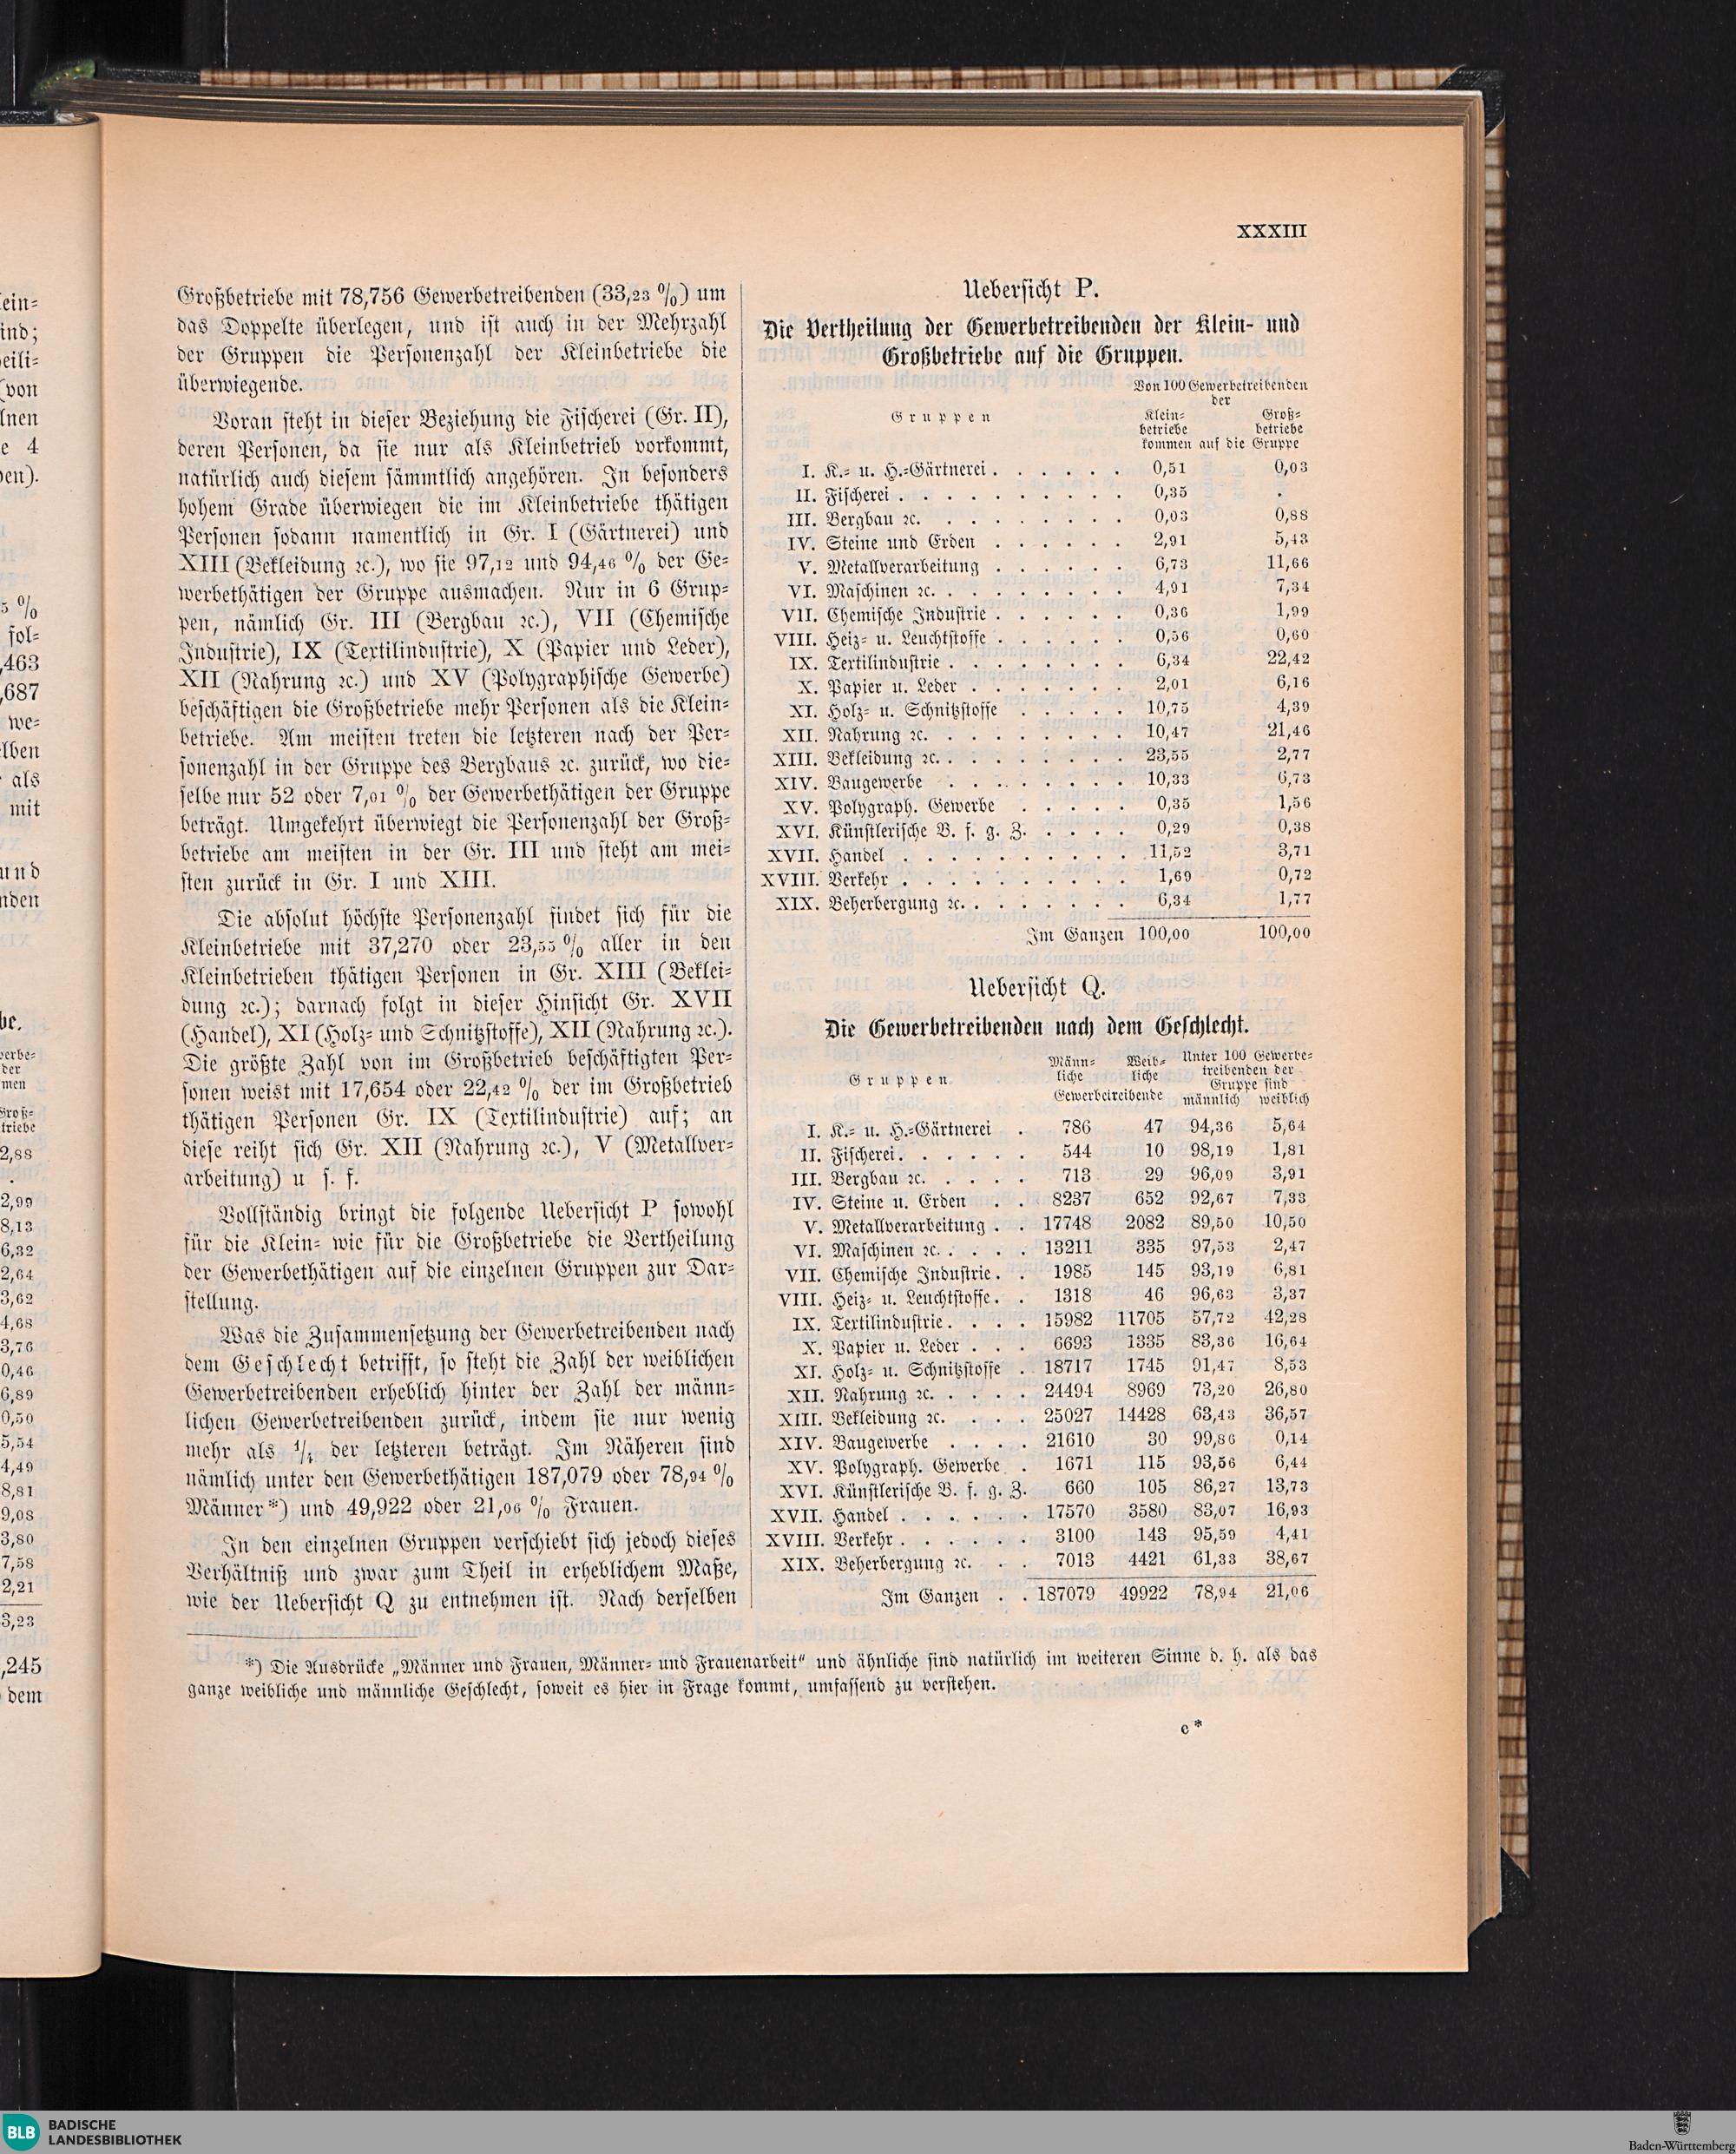 XXXIII
Großbetriebe mit 78,756 Gewerbetreibenden (33,23 %) um
das Doppelte überlegen, und ist auch in der Mehrzahl
der Gruppen die Personenzahl der Kleinbetriebe die
überwiegende.
Voran steht in dieser Beziehung die Fischerei (Gr. II),
deren Personen, da sie nur als Kleinbetrieb vorkommt,
natürlich auch diesem sämmtlich angehören. In besonders
hohem Grade überwiegen die im Kleinbetriebe thätigen
Personen sodann namentlich in Gr. I (Gärtnerei) und
XIII (Bekleidung ꝛc.), wo sie 97,12 und 94,46 % der Ge-
werbethätigen der Gruppe ausmachen. Nur in 6 Grup-
pen, nämlich Gr. III (Bergbau ꝛc.), VII (Chemische
Industrie), IX (Textilindustrie), X (Papier und Leder),
XII (Nahrung ꝛc.) und XV (Polygraphische Gewerbe)
beschäftigen die Großbetriebe mehr Personen als die Klein-
betriebe. Am meisten treten die letzteren nach der Per-
sonenzahl in der Gruppe des Bergbaus ꝛc. zurück, wo die-
selbe nur 52 oder 7,01 % der Gewerbethätigen der Gruppe
beträgt. Umgekehrt überwiegt die Personenzahl der Groß-
betriebe am meisten in der Gr. III und steht am mei-
sten zurück in Gr. I und XIII.
Die absolut höchste Personenzahl findet sich für die
Kleinbetriebe mit 37,270 oder 23,55 % aller in den
Kleinbetrieben thätigen Personen in Gr. XIII (Beklei-
dung ꝛc.); darnach folgt in dieser Hinsicht Gr. XVII
(Handel), XI (Holz- und Schnitzstoffe), XII (Nahrung ꝛc.).
Die größte Zahl von im Großbetrieb beschäftigten Per-
sonen weist mit 17,654 oder 22,42 % der im Großbetrieb
thätigen Personen Gr. IX (Textilindustrie) auf; an
diese reiht sich Gr. XII (Nahrung ꝛc.), V (Metallver-
arbeitung) u s. f.
Vollständig bringt die folgende Uebersicht P sowohl
für die Klein- wie für die Großbetriebe die Vertheilung
der Gewerbethätigen auf die einzelnen Gruppen zur Dar-
stellung.
Was die Zusammensetzung der Gewerbetreibenden nach
dem Geschlecht betrifft, so steht die Zahl der weiblichen
Gewerbetreibenden erheblich hinter der Zahl der männ-
lichen Gewerbetreibenden zurück, indem sie nur wenig
mehr als 1/4 der letzteren beträgt. Im Näheren sind
nämlich unter den Gewerbethätigen 187,079 oder 78,94 %
Männer*) und 49,922 oder 21,06 % Frauen.
In den einzelnen Gruppen verschiebt sich jedoch dieses
Verhältniß und zwar zum Theil in erheblichem Maße,
wie der Uebersicht Q zu entnehmen ist. Nach derselben
Uebersicht P.
Die Vertheilung der Gewerbetreibenden der Klein- und
Großbetriebe auf die Gruppen.
Von 100 Gewerbetreibenden
der
Gruppen Klein- Groß-
betriebe betriebe
kommen auf die Gruppe
I. K.- u. H.-Gärtnerei . . . . . . 0,51 0,03
II. Fischerei . . . . . . . . . . 0,35 .
III. Bergbau ꝛc. . . . . . . . . 0,03 0,88
IV. Steine und Erden . . . . . . 2,91 5,43
V. Metallverarbeitung . . . . . . 6,73 11,66
VI. Maschinen ꝛc. . . . . . . . . 4,91 7,34
VII. Chemische Industrie . . . . . . 0,36 1,99
VIII. Heiz- u. Leuchtstoffe . . . . . . 0,56 0,60
IX. Textilindustrie . . . . . . . . 6,34 22,42
X. Papier u. Leder . . . . . . . 2,01 6,16
XI. Holz- u. Schnitzstoffe . . . . . 10,75 4,39
XII. Nahrung ꝛc. . . . . . . . . 10,47 21,46
XIII. Bekleidung ꝛc. . . . . . . . . 23,55 2,77
XIV. Baugewerbe . . . . . . . . 10,33 6,73
XV. Polygraph. Gewerbe . . . . . 0,35 1,56
XVI. Künstlerische B. f. g. Z. . . . . 0,29 0,38
XVII. Handel . . . . . . . . . . 11,52 3,71
XVIII. Verkehr . . . . . . . . . . 1,69 0,72
XIX. Beherbergung ꝛc. . . . . . . . 6,34 1,77
Im Ganzen 100,00 100,00
Uebersicht Q.
Die Gewerbetreibenden nach dem Geschlecht.
Gruppen Männ- Weib- Unter 100 Gewerbe-
liche liche treibenden der
Gruppe sind
Gewerbetreibende männlich weiblich
I. K.- u. H.-Gärtnerei . 786 47 94,36 5,64
II. Fischerei . . . . . . 544 10 98,19 1,81
III. Bergbau ꝛc. . . . . 713 29 96,09 3,91
IV. Steine u. Erden . . 8237 652 92,67 7,33
V. Metallverarbeitung . . 17748 2082 89,50 10,50
VI. Maschinen ꝛc. . . . . 13211 335 97,53 2,47
VII. Chemische Industrie . . 1985 145 93,19 6,81
VIII. Heiz- u. Leuchtstoffe . . 1318 46 96,63 3,37
IX. Textilindustrie . . . . 15982 11705 57,72 42,28
X. Papier u. Leder . . . 6693 1335 83,36 16,64
XI. Holz- u. Schnitzstoffe . 18717 1745 91,47 8,53
XII. Nahrung ꝛc. . . . . 24494 8969 73,20 26,80
XIII. Bekleidung ꝛc. . . . 25027 14428 63,43 36,57
XIV. Baugewerbe . . . . 21610 30 99,86 0,14
XV. Polygraph. Gewerbe . 1671 115 93,56 6,44
XVI. Künstlerische B. f. g. Z. 660 105 86,27 13,73
XVII. Handel . . . . . . 17570 3580 83,07 16,93
XVIII. Verkehr . . . . . . 3100 143 95,59 4,41
XIX. Beherbergung ꝛc. . . 7013 4421 61,33 38,67
Im Ganzen . . 187079 49922 78,94 21,06
*) Die Ausdrücke „Männer und Frauen, Männer- und Frauenarbeit“ und ähnliche sind natürlich im weiteren Sinne d. h. als das
ganze weibliche und männliche Geschlecht, soweit es hier in Frage kommt, umfassend zu verstehen.
e*
BLB BADISCHE
LANDESBIBLIOTHEK
Baden-Württemberg